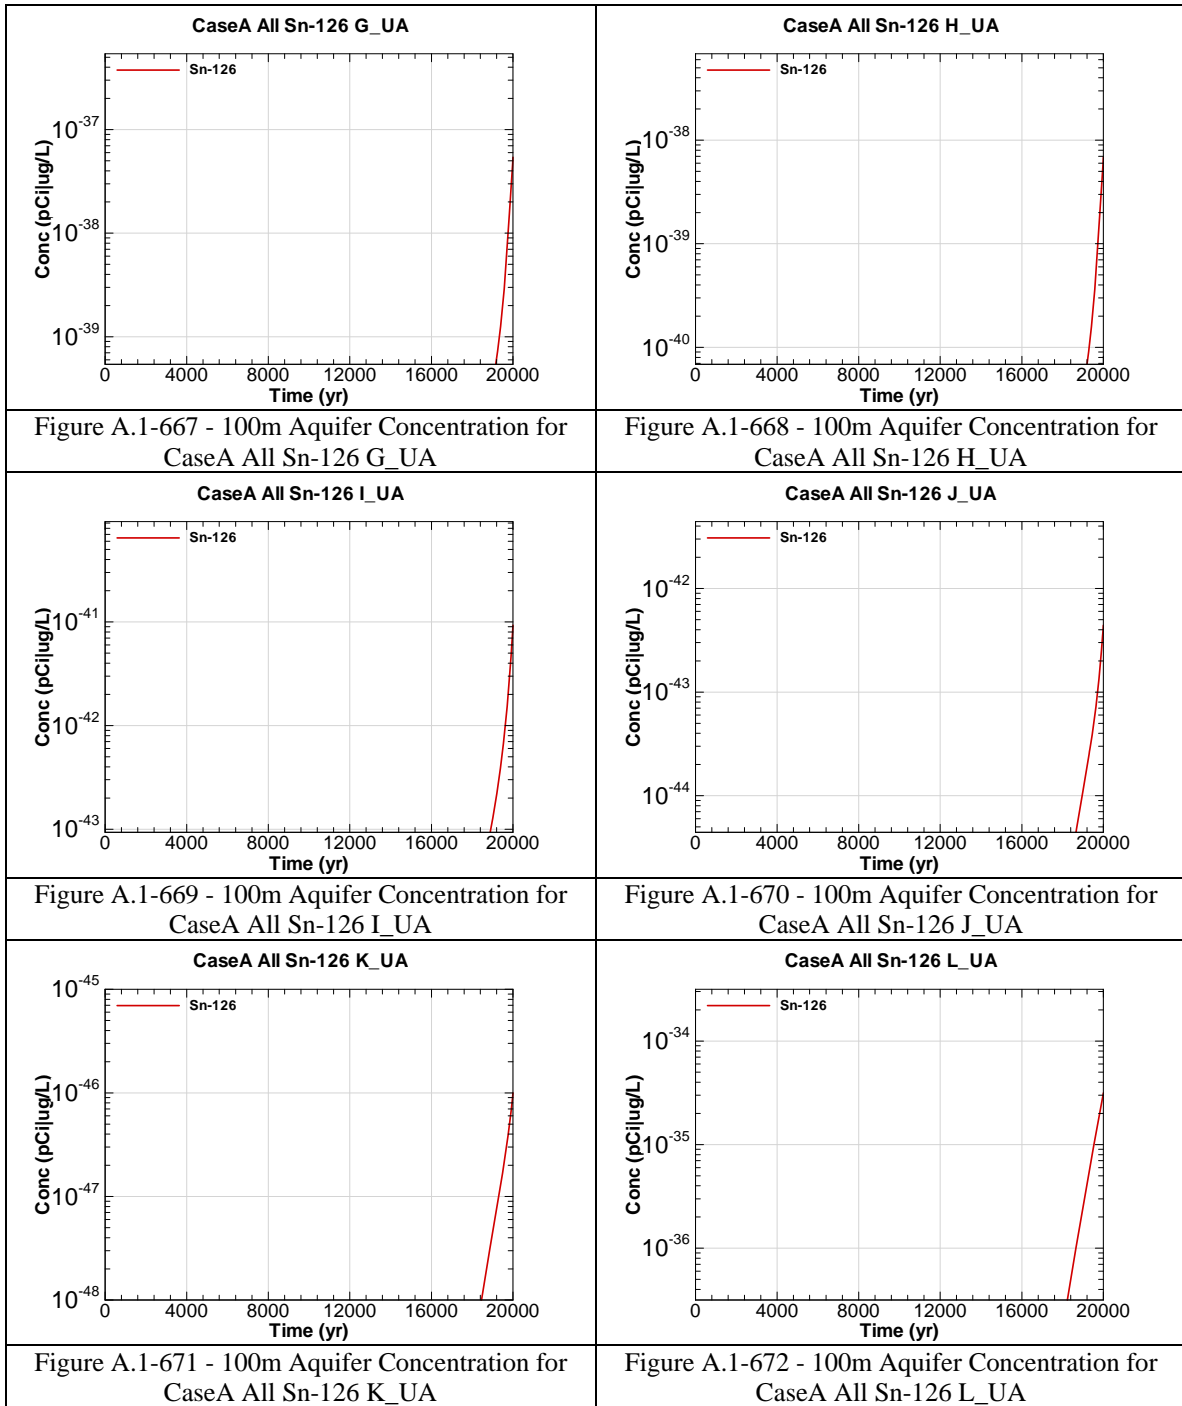 CaseA All Sn-126 G_UA
Sn-126
Conc (pCi|ug/L)
10^-37
10^-38
10^-39
0 4000 8000 12000 16000 20000
Time (yr)
Figure A.1-667 - 100m Aquifer Concentration for
CaseA All Sn-126 G_UA
CaseA All Sn-126 H_UA
Sn-126
Conc (pCi|ug/L)
10^-38
10^-39
10^-40
0 4000 8000 12000 16000 20000
Time (yr)
Figure A.1-668 - 100m Aquifer Concentration for
CaseA All Sn-126 H_UA
CaseA All Sn-126 I_UA
Sn-126
Conc (pCi|ug/L)
10^-41
10^-42
10^-43
0 4000 8000 12000 16000 20000
Time (yr)
Figure A.1-669 - 100m Aquifer Concentration for
CaseA All Sn-126 I_UA
CaseA All Sn-126 J_UA
Sn-126
Conc (pCi|ug/L)
10^-42
10^-43
10^-44
0 4000 8000 12000 16000 20000
Time (yr)
Figure A.1-670 - 100m Aquifer Concentration for
CaseA All Sn-126 J_UA
CaseA All Sn-126 K_UA
Sn-126
Conc (pCi|ug/L)
10^-45
10^-46
10^-47
10^-48
0 4000 8000 12000 16000 20000
Time (yr)
Figure A.1-671 - 100m Aquifer Concentration for
CaseA All Sn-126 K_UA
CaseA All Sn-126 L_UA
Sn-126
Conc (pCi|ug/L)
10^-34
10^-35
10^-36
0 4000 8000 12000 16000 20000
Time (yr)
Figure A.1-672 - 100m Aquifer Concentration for
CaseA All Sn-126 L_UA